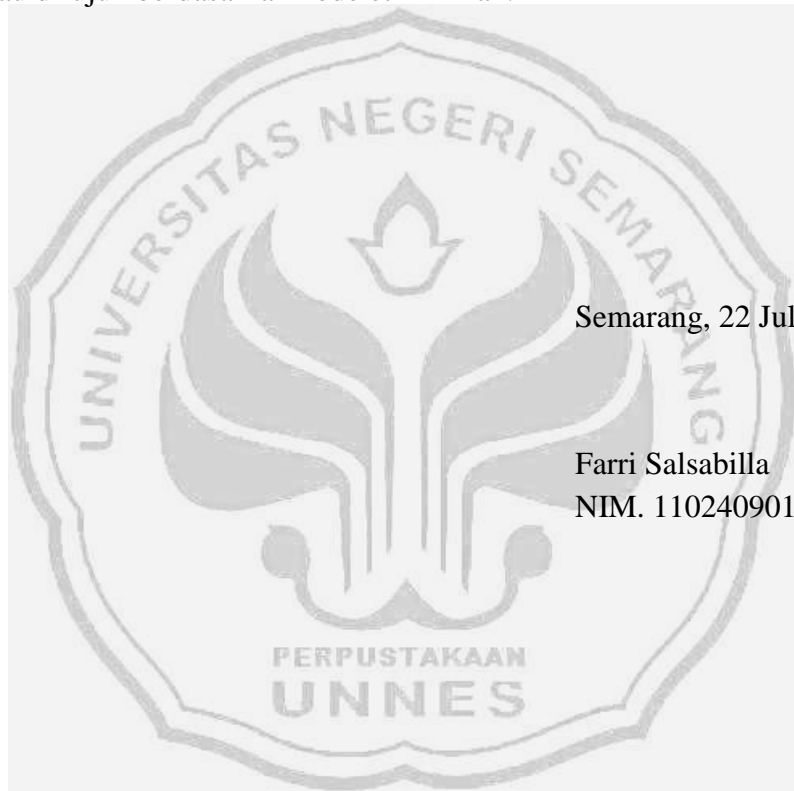 UNIVERSITAS NEGERI SEMARANG
Semarang, 22 Jul
Farri Salsabilla
NIM. 110240901
PERPUSTAKAAN
UNNES